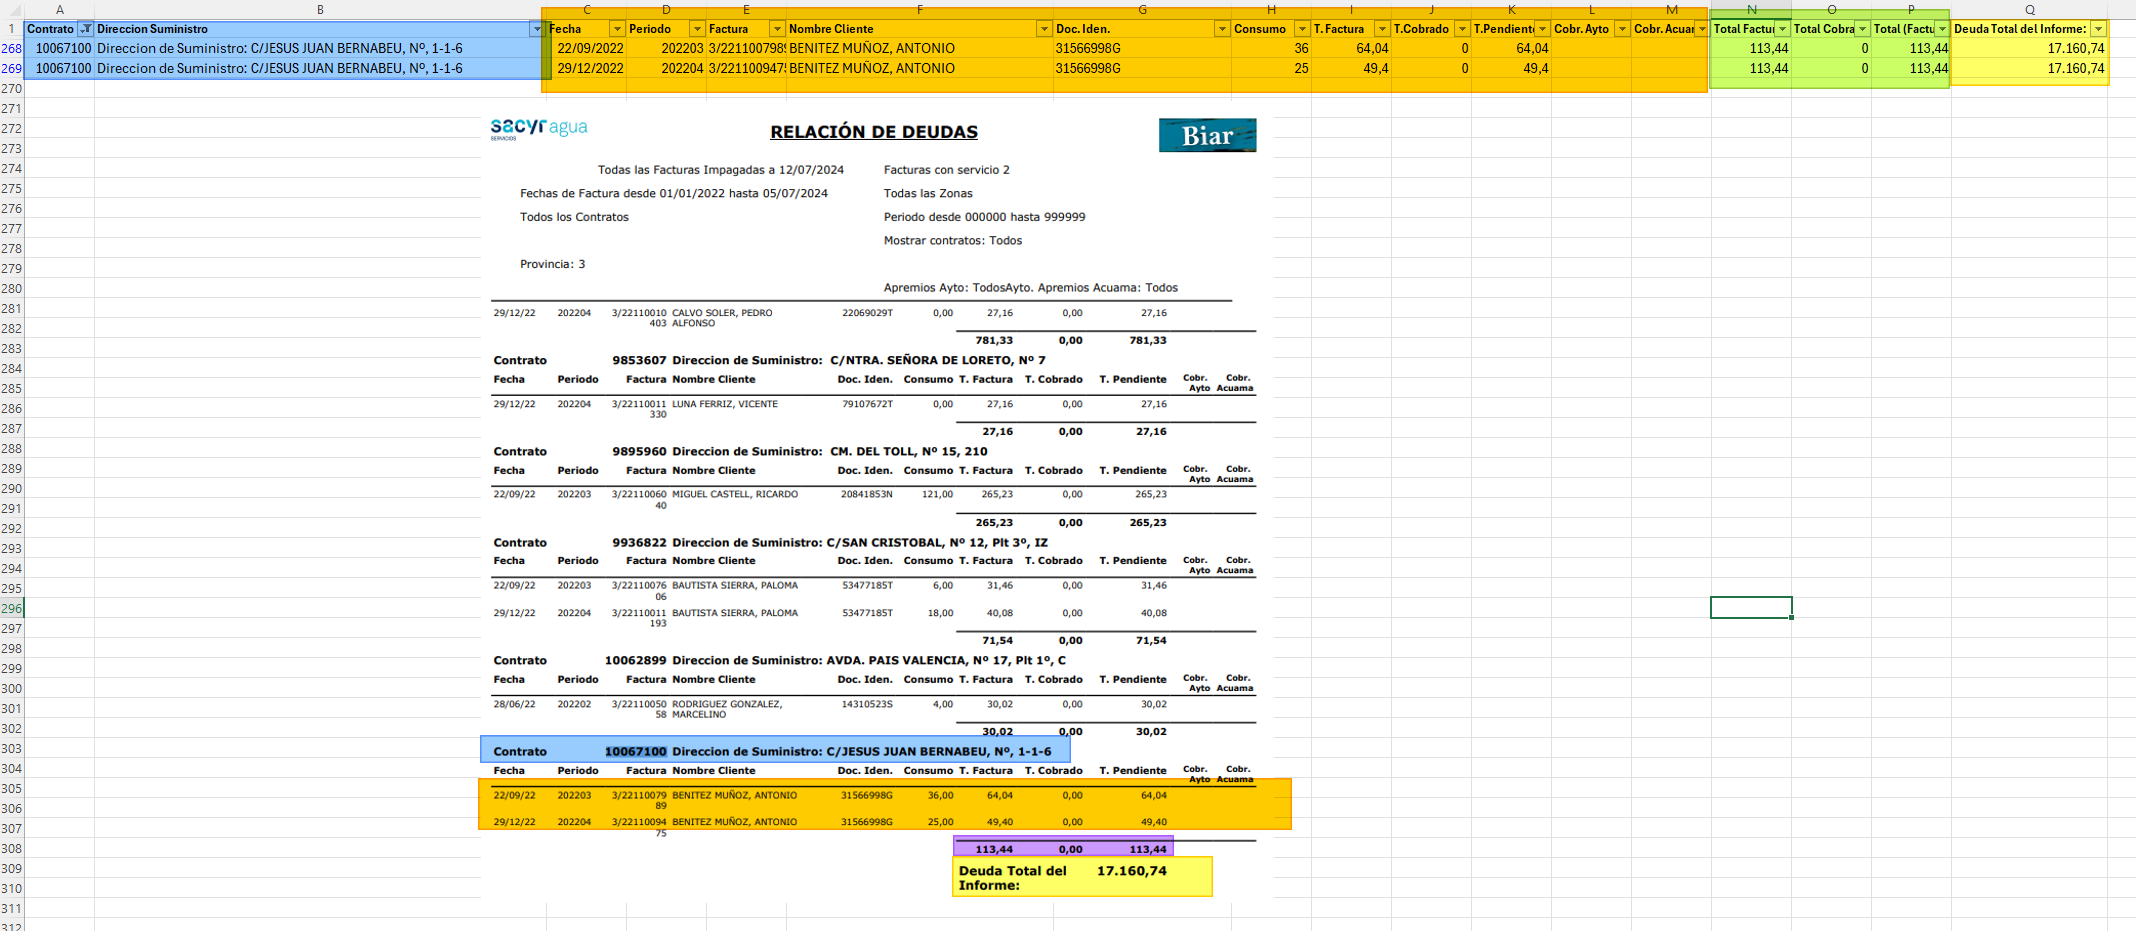 A B C D E F G H I J K L M N O P Q
1 Contrato Direccion Suministro Fecha Periodo Factura Nombre Cliente Doc. Iden. Consumo T. Factura T.Cobrado T.Pendiente Cobr. Ayto Cobr. Acuar Total Factu Total Cobra Total (Factu Deuda Total del Informe:
268 10067100 Direccion de Suministro: C/JESUS JUAN BERNABEU, Nº, 1-1-6 22/09/2022 202203 3/221100798 BENITEZ MUÑOZ, ANTONIO 31566998G 36 64,04 0 64,04 113,44 0 113,44 17.160,74
269 10067100 Direccion de Suministro: C/JESUS JUAN BERNABEU, Nº, 1-1-6 29/12/2022 202204 3/221100947 BENITEZ MUÑOZ, ANTONIO 31566998G 25 49,4 0 49,4 113,44 0 113,44 17.160,74
270
271
272
273
274
275
276
277
278
279
280
281
282
283
284
285
286
287
288
289
290
291
292
293
294
295
296
297
298
299
300
301
302
303
304
305
306
307
308
309
310
311
312
sacyr agua
SERVICIOS
RELACIÓN DE DEUDAS
Biar
Todas las Facturas Impagadas a 12/07/2024 Facturas con servicio 2
Fechas de Factura desde 01/01/2022 hasta 05/07/2024 Todas las Zonas
Todos los Contratos Periodo desde 000000 hasta 999999
Mostrar contratos: Todos
Provincia: 3
Apremios Ayto: TodosAyto. Apremios Acuama: Todos
29/12/22 202204 3/22110010 CALVO SOLER, PEDRO 22069029T 0,00 27,16 0,00 27,16
403 ALFONSO
781,33 0,00 781,33
Contrato 9853607 Direccion de Suministro: C/NTRA. SEÑORA DE LORETO, Nº 7
Fecha Periodo Factura Nombre Cliente Doc. Iden. Consumo T. Factura T. Cobrado T. Pendiente Cobr. Cobr.
Ayto Acuama
29/12/22 202204 3/22110011 LUNA FERRIZ, VICENTE 79107672T 0,00 27,16 0,00 27,16
330
27,16 0,00 27,16
Contrato 9895960 Direccion de Suministro: CM. DEL TOLL, Nº 15, 210
Fecha Periodo Factura Nombre Cliente Doc. Iden. Consumo T. Factura T. Cobrado T. Pendiente Cobr. Cobr.
Ayto Acuama
22/09/22 202203 3/22110060 MIGUEL CASTELL, RICARDO 20841853N 121,00 265,23 0,00 265,23
40
265,23 0,00 265,23
Contrato 9936822 Direccion de Suministro: C/SAN CRISTOBAL, Nº 12, Plt 3º, IZ
Fecha Periodo Factura Nombre Cliente Doc. Iden. Consumo T. Factura T. Cobrado T. Pendiente Cobr. Cobr.
Ayto Acuama
22/09/22 202203 3/22110076 BAUTISTA SIERRA, PALOMA 53477185T 6,00 31,46 0,00 31,46
06
29/12/22 202204 3/22110011 BAUTISTA SIERRA, PALOMA 53477185T 18,00 40,08 0,00 40,08
193
71,54 0,00 71,54
Contrato 10062899 Direccion de Suministro: AVDA. PAIS VALENCIA, Nº 17, Plt 1º, C
Fecha Periodo Factura Nombre Cliente Doc. Iden. Consumo T. Factura T. Cobrado T. Pendiente Cobr. Cobr.
Ayto Acuama
28/06/22 202202 3/22110050 RODRIGUEZ GONZALEZ, 14310523S 4,00 30,02 0,00 30,02
58 MARCELINO
30,02 0,00 30,02
Contrato 10067100 Direccion de Suministro: C/JESUS JUAN BERNABEU, Nº, 1-1-6
Fecha Periodo Factura Nombre Cliente Doc. Iden. Consumo T. Factura T. Cobrado T. Pendiente Cobr. Cobr.
Ayto Acuama
22/09/22 202203 3/22110079 BENITEZ MUÑOZ, ANTONIO 31566998G 36,00 64,04 0,00 64,04
89
29/12/22 202204 3/22110094 BENITEZ MUÑOZ, ANTONIO 31566998G 25,00 49,40 0,00 49,40
75
113,44 0,00 113,44
Deuda Total del 17.160,74
Informe: